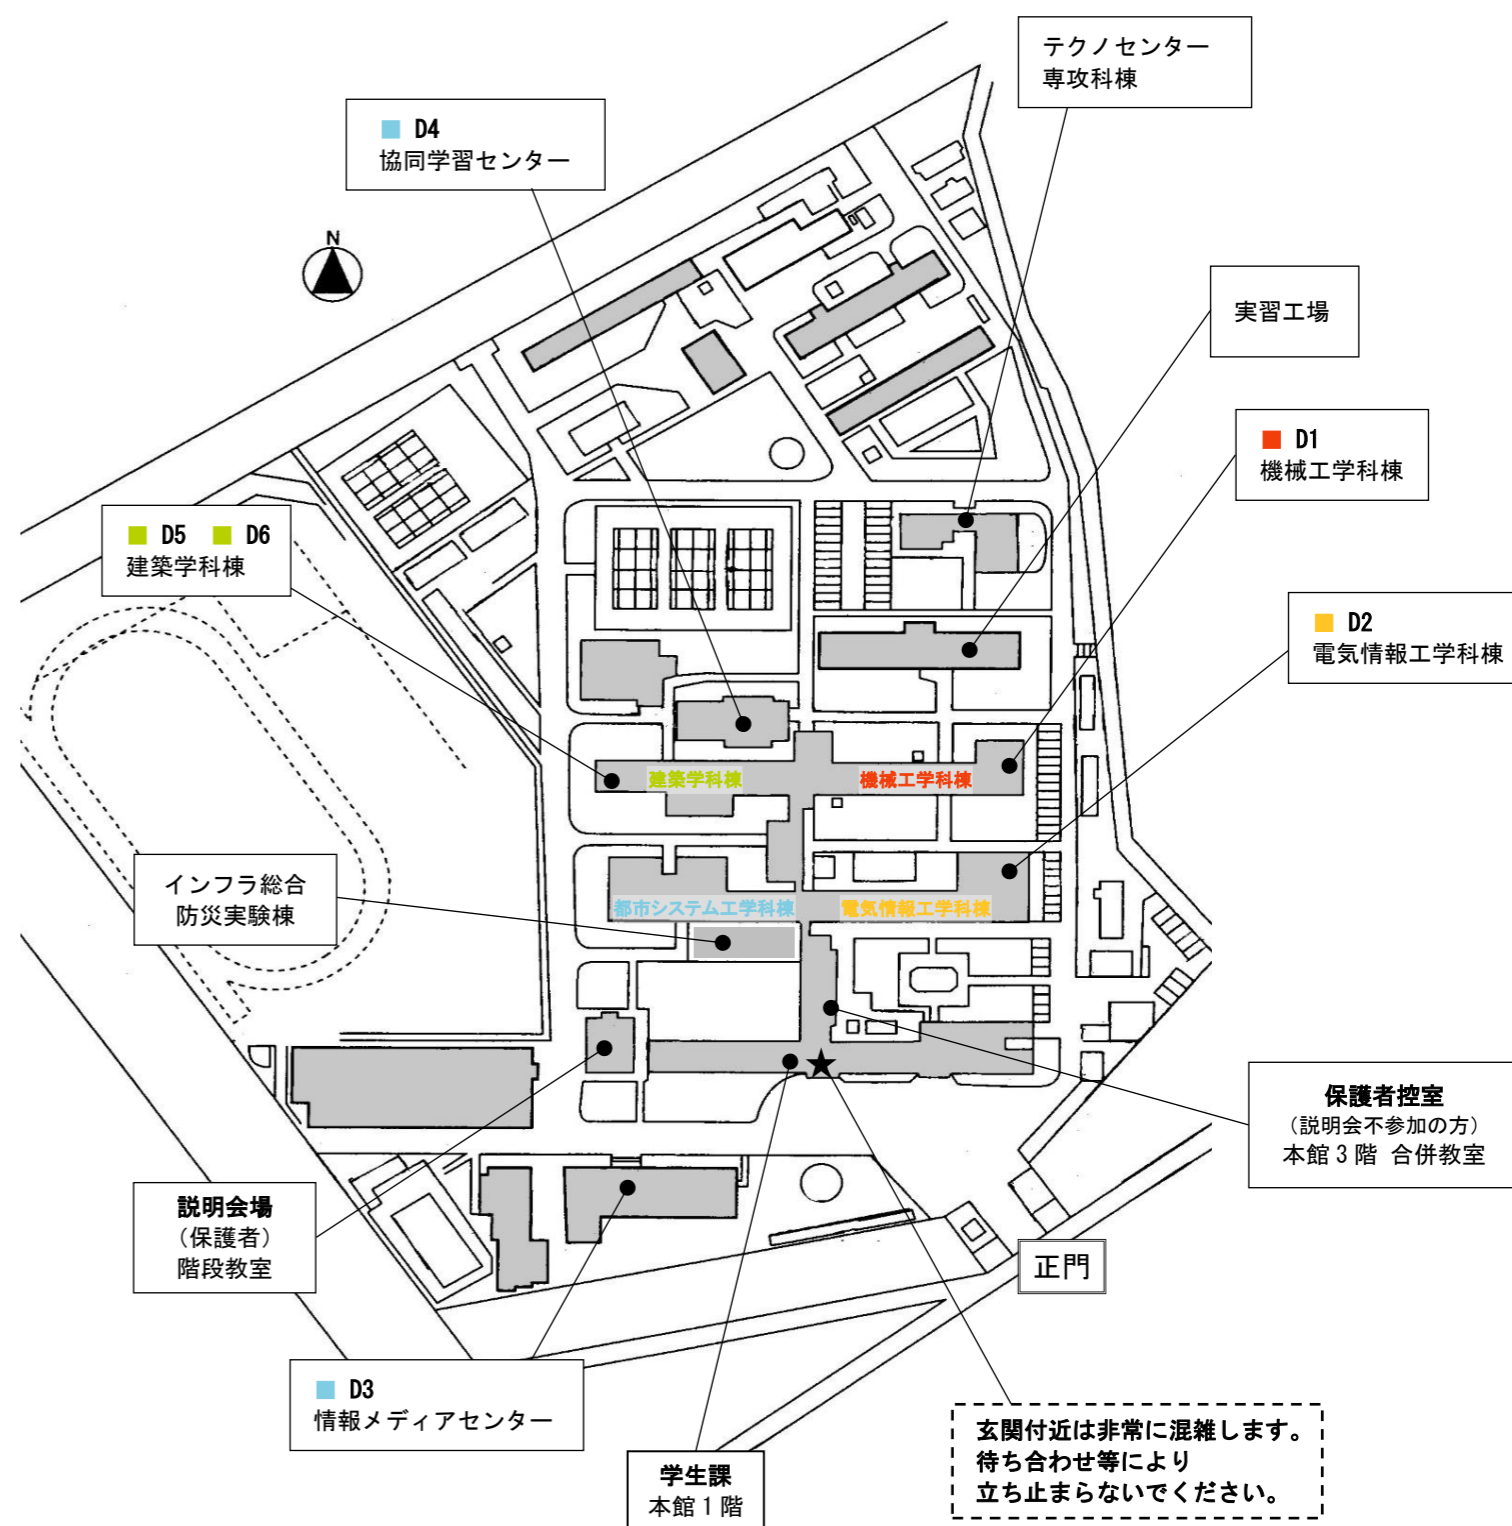 テクノセンター
専攻科棟
■ D4
協同学習センター
N
実習工場
■ D1
機械工学科棟
■ D5 ■ D6
建築学科棟
■ D2
電気情報工学科棟
建築学科棟
機械工学科棟
インフラ総合
防災実験棟
都市システム工学科棟
電気情報工学科棟
保護者控室
（説明会不参加の方）
本館3階 合併教室
説明会場
（保護者）
階段教室
正門
■ D3
情報メディアセンター
学生課
本館1階
玄関付近は非常に混雑します。
待ち合わせ等により
立ち止まらないでください。